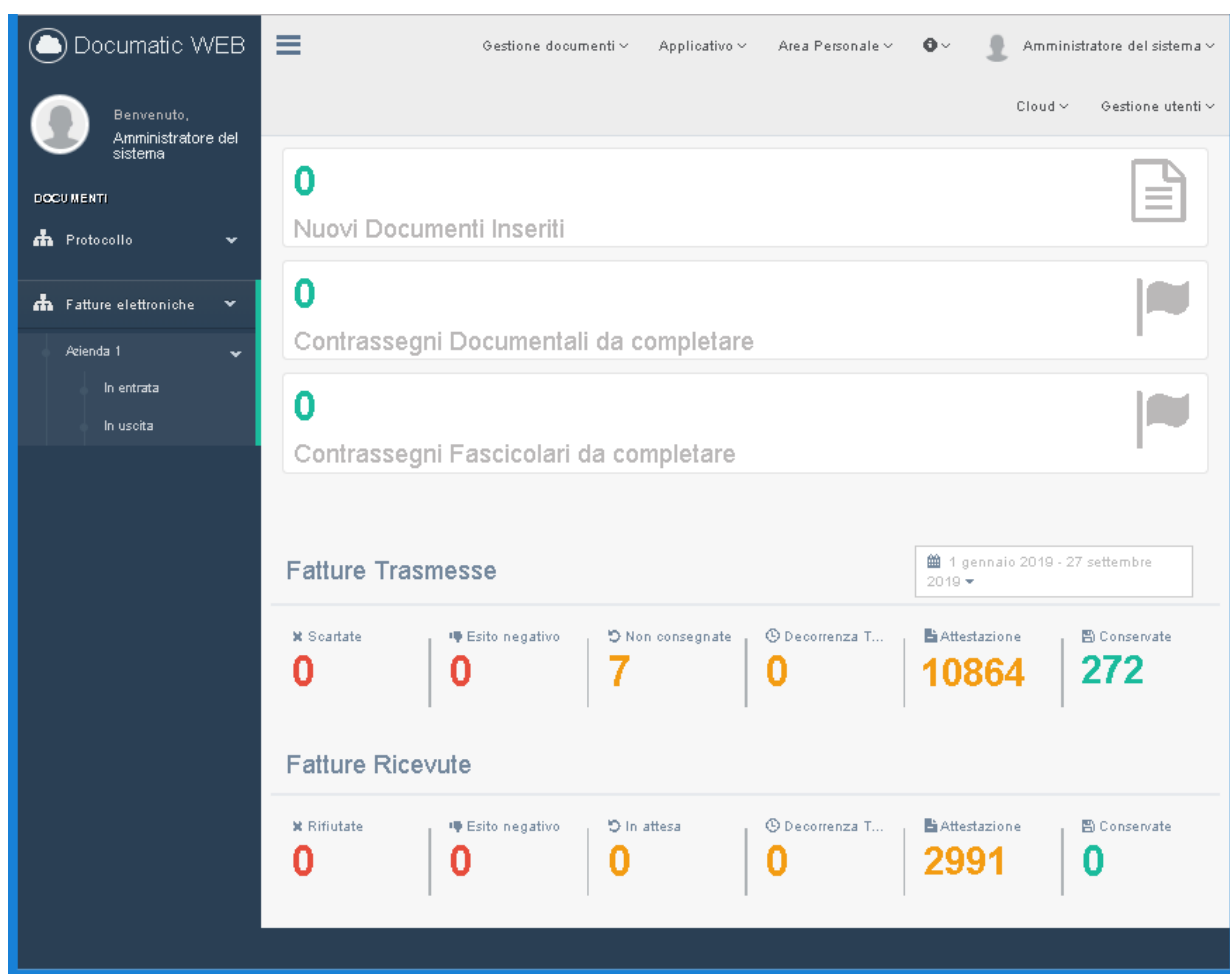 Documatic WEB
Gestione documenti
Applicativo
Area Personale
Amministratore del sistema
Cloud
Gestione utenti
Benvenuto,
Amministratore del
sistema
DOCUMENTI
Protocollo
Fatture elettroniche
Azienda 1
In entrata
In uscita
0
Nuovi Documenti Inseriti
0
Contrassegni Documentali da completare
0
Contrassegni Fascicolari da completare
Fatture Trasmesse
1 gennaio 2019 - 27 settembre
2019
Scartate
0
Esito negativo
0
Non consegnate
7
Decorrenza T...
0
Attestazione
10864
Conservate
272
Fatture Ricevute
Rifiutate
0
Esito negativo
0
In attesa
0
Decorrenza T...
0
Attestazione
2991
Conservate
0